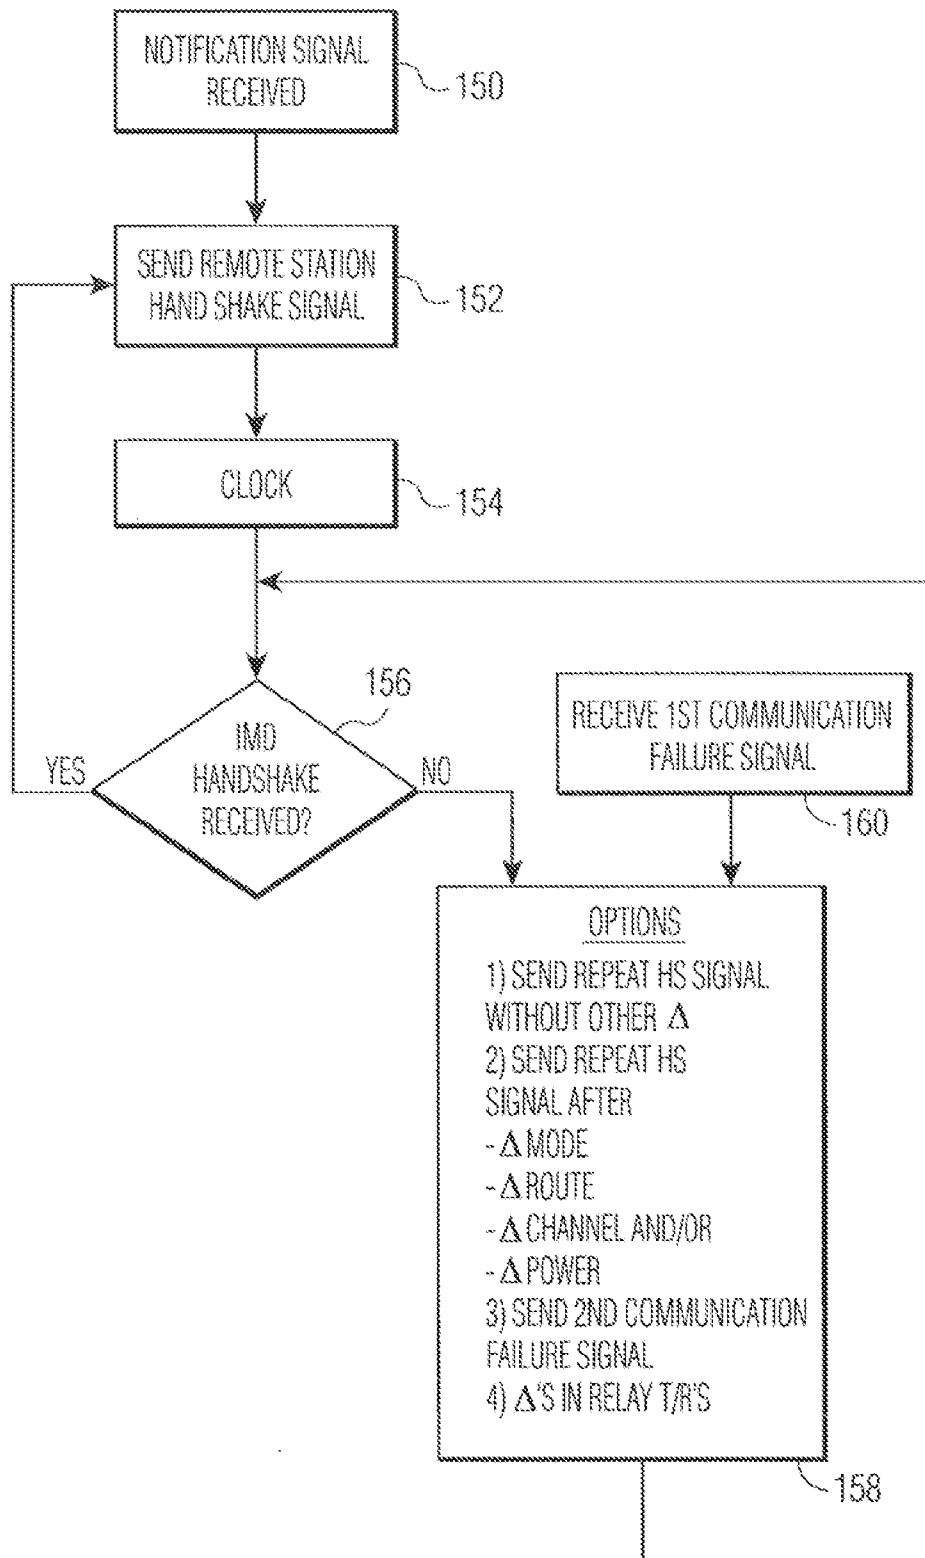 NOTIFICATION SIGNAL
RECEIVED
150
SEND REMOTE STATION
HAND SHAKE SIGNAL
152
CLOCK
154
156
IMD
HANDSHAKE
RECEIVED?
YES
NO
RECEIVE 1ST COMMUNICATION
FAILURE SIGNAL
160
OPTIONS
1) SEND REPEAT HS SIGNAL
WITHOUT OTHER Δ
2) SEND REPEAT HS
SIGNAL AFTER
- Δ MODE
- Δ ROUTE
- Δ CHANNEL AND/OR
- Δ POWER
3) SEND 2ND COMMUNICATION
FAILURE SIGNAL
4) Δ'S IN RELAY T/R'S
158